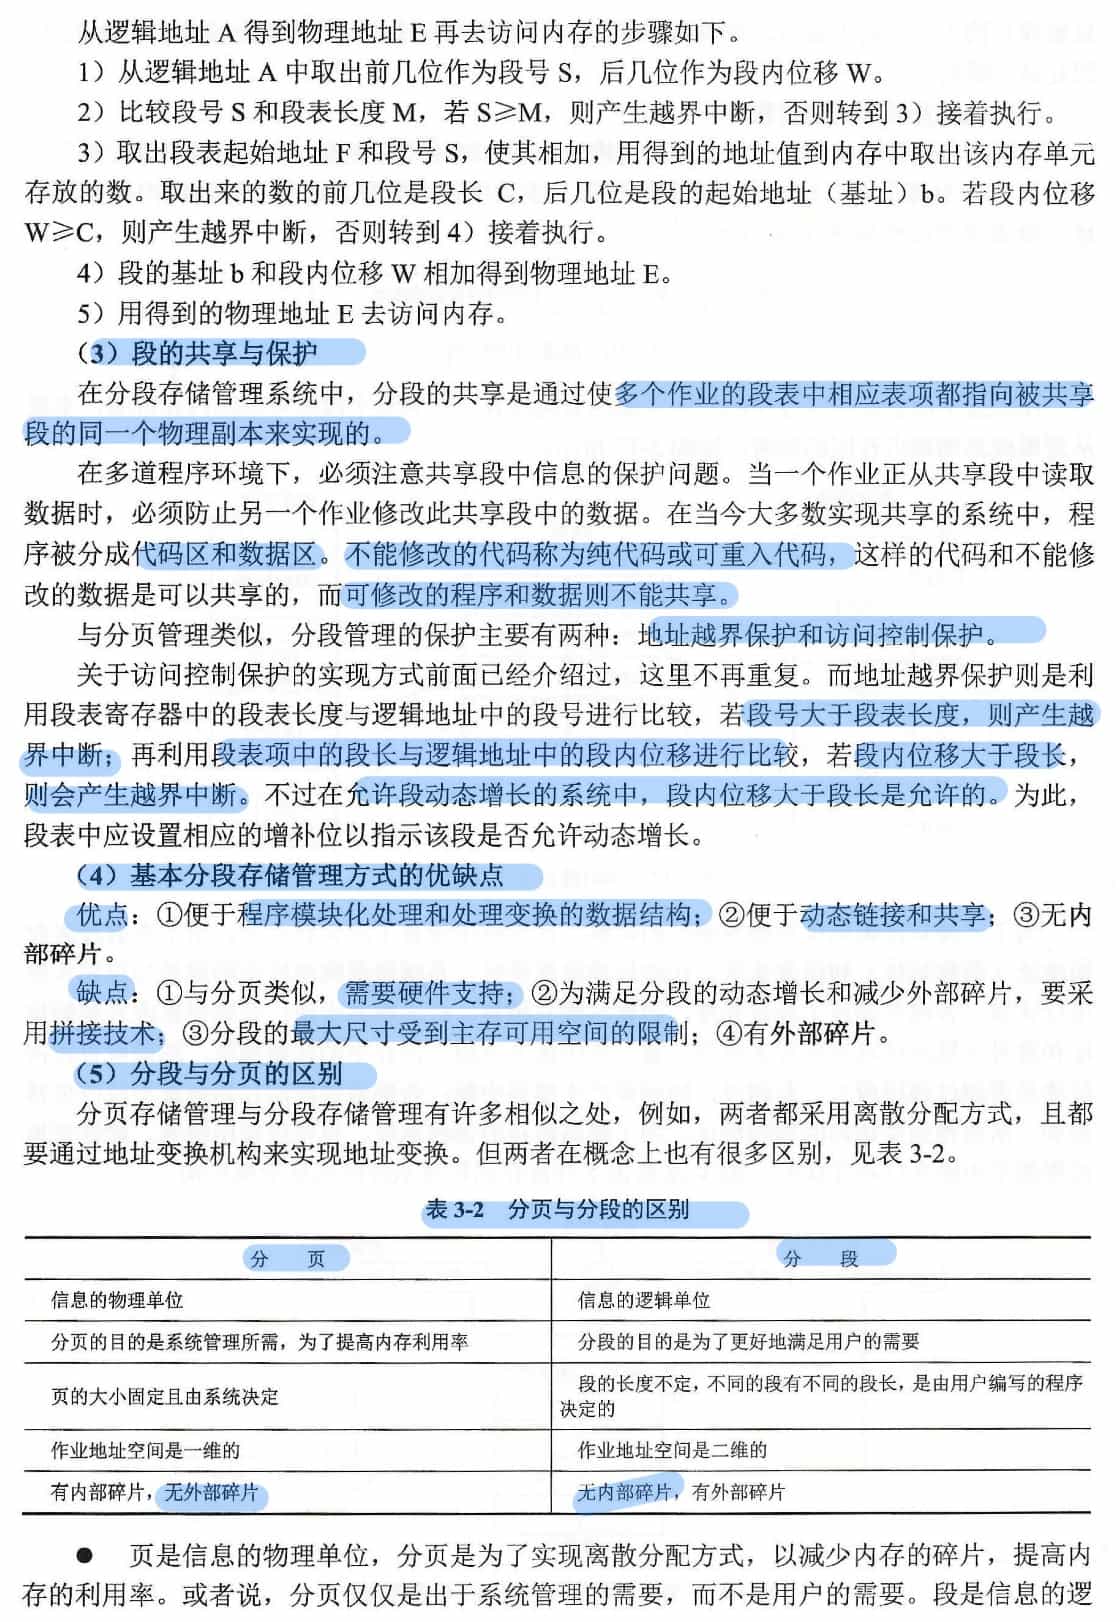 从逻辑地址 A 得到物理地址 E 再去访问内存的步骤如下。
1）从逻辑地址 A 中取出前几位作为段号 S，后几位作为段内位移 W。
2）比较段号 S 和段表长度 M，若 S≥M，则产生越界中断，否则转到 3）接着执行。
3）取出段表起始地址 F 和段号 S，使其相加，用得到的地址值到内存中取出该内存单元
存放的数。取出来的数的前几位是段长 C，后几位是段的起始地址（基址）b。若段内位移
W≥C，则产生越界中断，否则转到 4）接着执行。
4）段的基址 b 和段内位移 W 相加得到物理地址 E。
5）用得到的物理地址 E 去访问内存。
（3）段的共享与保护
在分段存储管理系统中，分段的共享是通过使多个作业的段表中相应表项都指向被共享
段的同一个物理副本来实现的。
在多道程序环境下，必须注意共享段中信息的保护问题。当一个作业正从共享段中读取
数据时，必须防止另一个作业修改此共享段中的数据。在当今大多数实现共享的系统中，程
序被分成代码区和数据区。不能修改的代码称为纯代码或可重入代码，这样的代码和不能修
改的数据是可以共享的，而可修改的程序和数据则不能共享。
与分页管理类似，分段管理的保护主要有两种：地址越界保护和访问控制保护。
关于访问控制保护的实现方式前面已经介绍过，这里不再重复。而地址越界保护则是利
用段表寄存器中的段表长度与逻辑地址中的段号进行比较，若段号大于段表长度，则产生越
界中断；再利用段表项中的段长与逻辑地址中的段内位移进行比较，若段内位移大于段长，
则会产生越界中断。不过在允许段动态增长的系统中，段内位移大于段长是允许的。为此，
段表中应设置相应的增补位以指示该段是否允许动态增长。
（4）基本分段存储管理方式的优缺点
优点：①便于程序模块化处理和处理变换的数据结构；②便于动态链接和共享；③无内
部碎片。
缺点：①与分页类似，需要硬件支持；②为满足分段的动态增长和减少外部碎片，要采
用拼接技术；③分段的最大尺寸受到主存可用空间的限制；④有外部碎片。
（5）分段与分页的区别
分页存储管理与分段存储管理有许多相似之处，例如，两者都采用离散分配方式，且都
要通过地址变换机构来实现地址变换。但两者在概念上也有很多区别，见表 3-2。
表 3-2 分页与分段的区别
分 页 分 段
信息的物理单位 信息的逻辑单位
分页的目的是系统管理所需，为了提高内存利用率 分段的目的是为了更好地满足用户的需要
页的大小固定且由系统决定 段的长度不定，不同的段有不同的段长，是由用户编写的程序
决定的
作业地址空间是一维的 作业地址空间是二维的
有内部碎片，无外部碎片 无内部碎片，有外部碎片
● 页是信息的物理单位，分页是为了实现离散分配方式，以减少内存的碎片，提高内
存的利用率。或者说，分页仅仅是出于系统管理的需要，而不是用户的需要。段是信息的逻